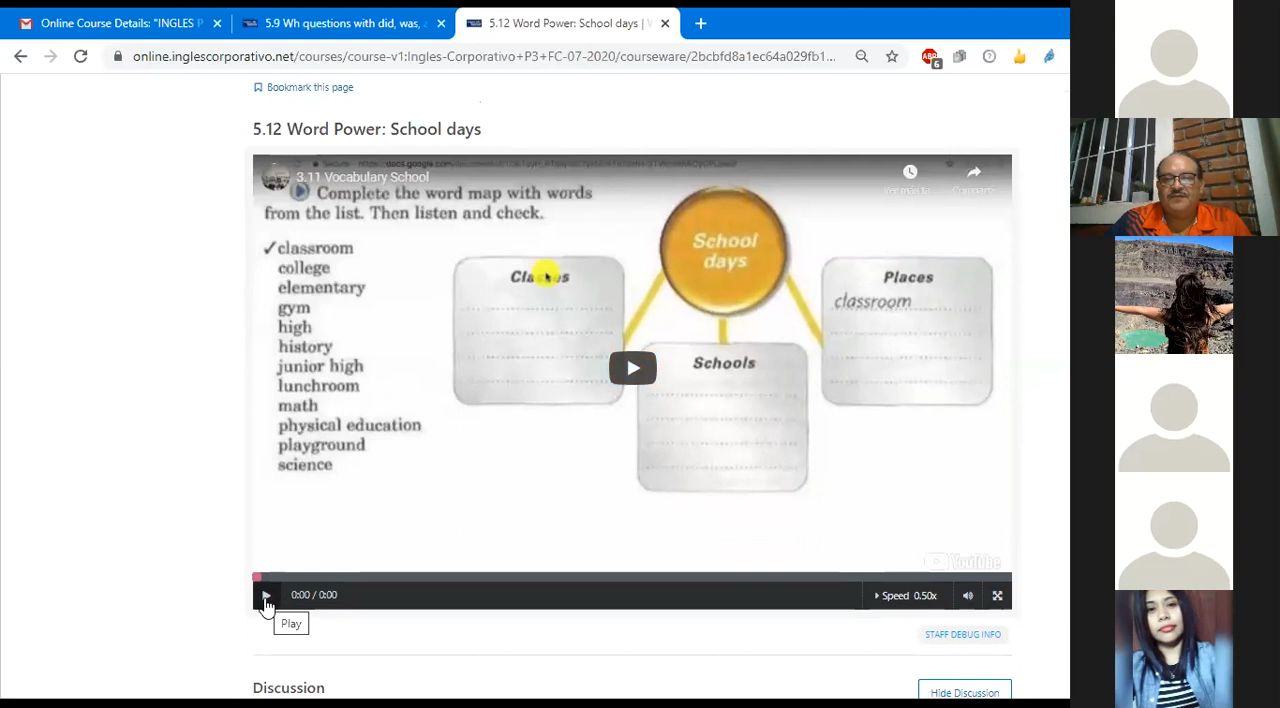 Online Course Details: "INGLES P
5.9 Wh questions with did, was, a
5.12 Word Power: School days | W
online.inglescorporativo.net/courses/course-v1:Ingles-Corporativo+P3+FC-07-2020/courseware/2bcbfd8a1ec64a029fb1...
ABP
6
Bookmark this page
5.12 Word Power: School days
3.11 Vocabulary School
Complete the word map with words
from the list. Then listen and check.
✓classroom
college
elementary
gym
high
history
junior high
lunchroom
math
physical education
playground
science
School
days
Classes
Places
classroom
Schools
YouTube
0:00 / 0:00
Speed 0.50x
Play
STAFF DEBUG INFO
Discussion
Hide Discussion